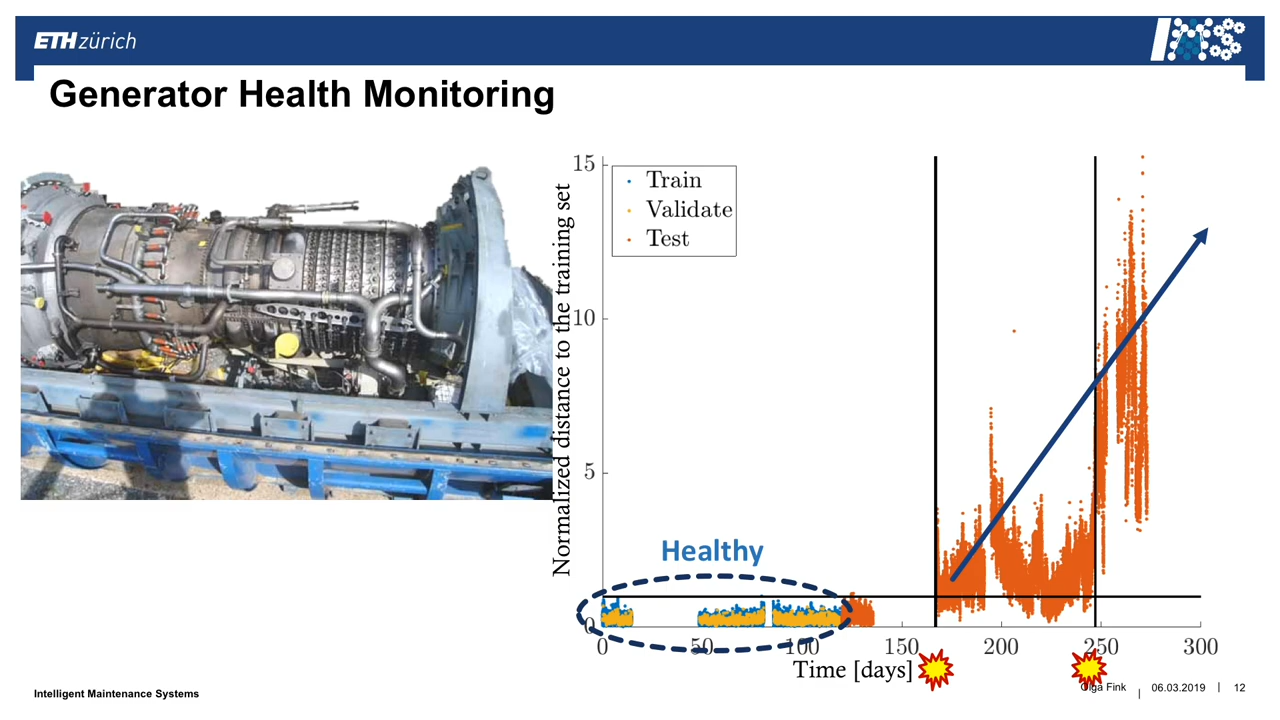 ETH zürich
IMS
Generator Health Monitoring
Normalized distance to the training set
15
10
5
0
Train
Validate
Test
Healthy
0
50
100
150
200
250
300
Time [days]
Intelligent Maintenance Systems
Olga Fink | 06.03.2019 | 12